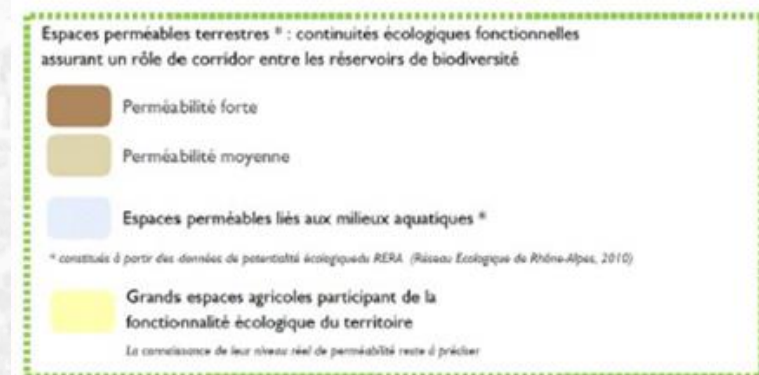 Espaces perméables terrestres * : continuités écologiques fonctionnelles
assurant un rôle de corridor entre les réservoirs de biodiversité
Perméabilité forte
Perméabilité moyenne
Espaces perméables liés aux milieux aquatiques *
* constitués à partir des données de potentialité écologiquedu RERA (Réseau Ecologique de Rhône-Alpes, 2010)
Grands espaces agricoles participant de la
fonctionnalité écologique du territoire
La connaissance de leur niveau réel de perméabilité reste à préciser